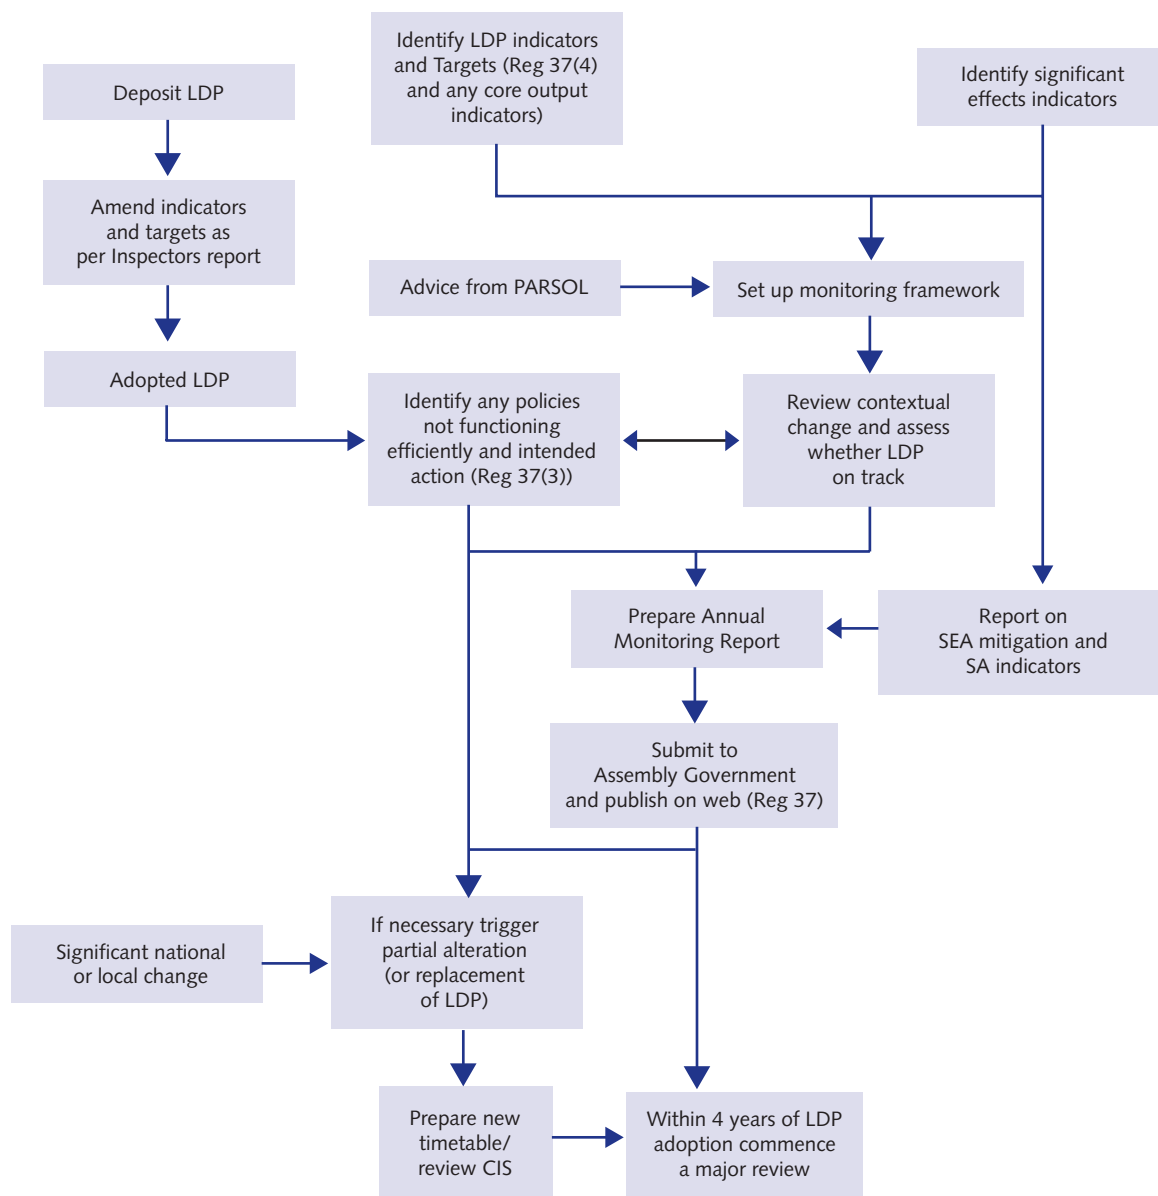 Deposit LDP
Identify LDP indicators
and Targets (Reg 37(4)
and any core output
indicators)
Identify significant
effects indicators
Amend indicators
and targets as
per Inspectors report
Advice from PARSOL
Set up monitoring framework
Adopted LDP
Identify any policies
not functioning
efficiently and intended
action (Reg 37(3))
Review contextual
change and assess
whether LDP
on track
Prepare Annual
Monitoring Report
Report on
SEA mitigation and
SA indicators
Submit to
Assembly Government
and publish on web (Reg 37)
Significant national
or local change
If necessary trigger
partial alteration
(or replacement
of LDP)
Prepare new
timetable/
review CIS
Within 4 years of LDP
adoption commence
a major review